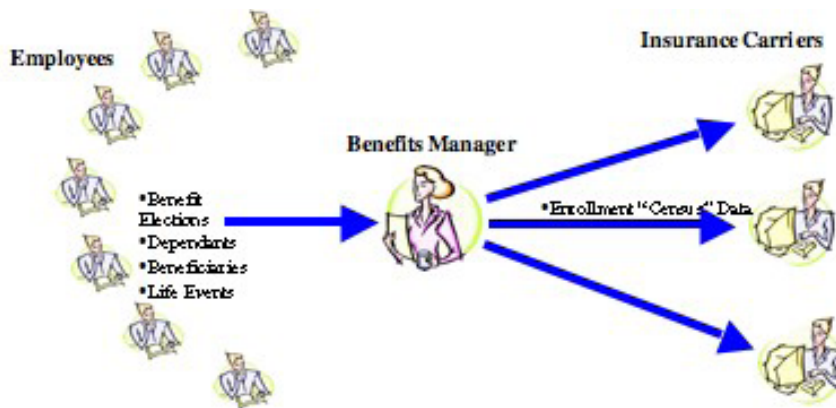 Employees
Insurance Carriers
Benefits Manager
•Benefit
Elections
•Dependants
•Beneficiaries
•Life Events
•Enrollment "Census" Data